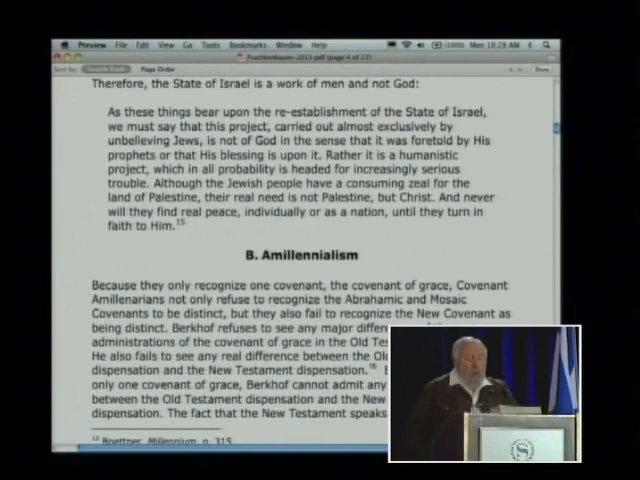 Preview File Edit View Go Tools Bookmarks Window Help Mon 10:28 AM
Fruchtenbaum-2013.pdf (page 4 of 27)
Sort By: Search Rank Page Order Done
Therefore, the State of Israel is a work of men and not God:
As these things bear upon the re-establishment of the State of Israel,
we must say that this project, carried out almost exclusively by
unbelieving Jews, is not of God in the sense that it was foretold by His
prophets or that His blessing is upon it. Rather it is a humanistic
project, which in all probability is headed for increasingly serious
trouble. Although the Jewish people have a consuming zeal for the
land of Palestine, their real need is not Palestine, but Christ. And never
will they find real peace, individually or as a nation, until they turn in
faith to Him.15
B. Amillennialism
Because they only recognize one covenant, the covenant of grace, Covenant
Amillenarians not only refuse to recognize the Abrahamic and Mosaic
Covenants to be distinct, but they also fail to recognize the New Covenant as
being distinct. Berkhof refuses to see any major
administrations of the covenant of grace in the Old
He also fails to see any real difference between the Old
dispensation and the New Testament dispensation.16
only one covenant of grace, Berkhof cannot admit any
between the Old Testament dispensation and the New
dispensation. The fact that the New Testament speaks
12 Boettner, Millennium, p. 315.